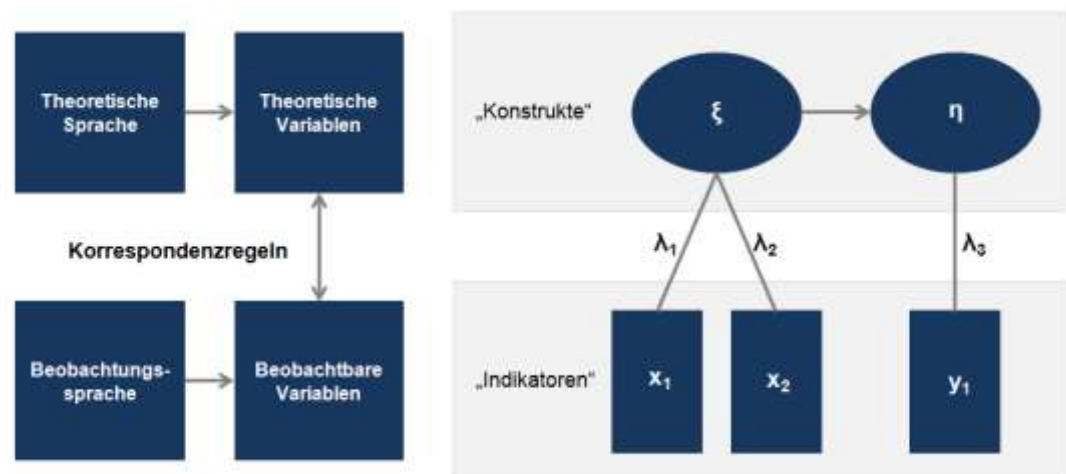 Theoretische
Sprache
Theoretische
Variablen
Korrespondenzregeln
Beobachtungs-
sprache
Beobachtbare
Variablen
„Konstrukte“
ξ
η
λ₁
λ₂
λ₃
„Indikatoren“
x₁
x₂
y₁